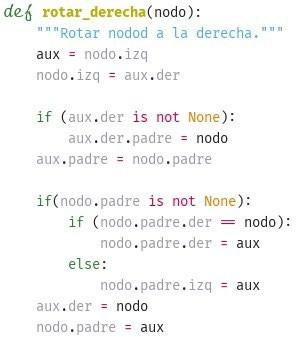 def rotar_derecha(nodo):
    """Rotar nodod a la derecha."""
    aux = nodo.izq
    nodo.izq = aux.der

    if (aux.der is not None):
        aux.der.padre = nodo
    aux.padre = nodo.padre

    if(nodo.padre is not None):
        if (nodo.padre.der == nodo):
            nodo.padre.der = aux
        else:
            nodo.padre.izq = aux
    aux.der = nodo
    nodo.padre = aux